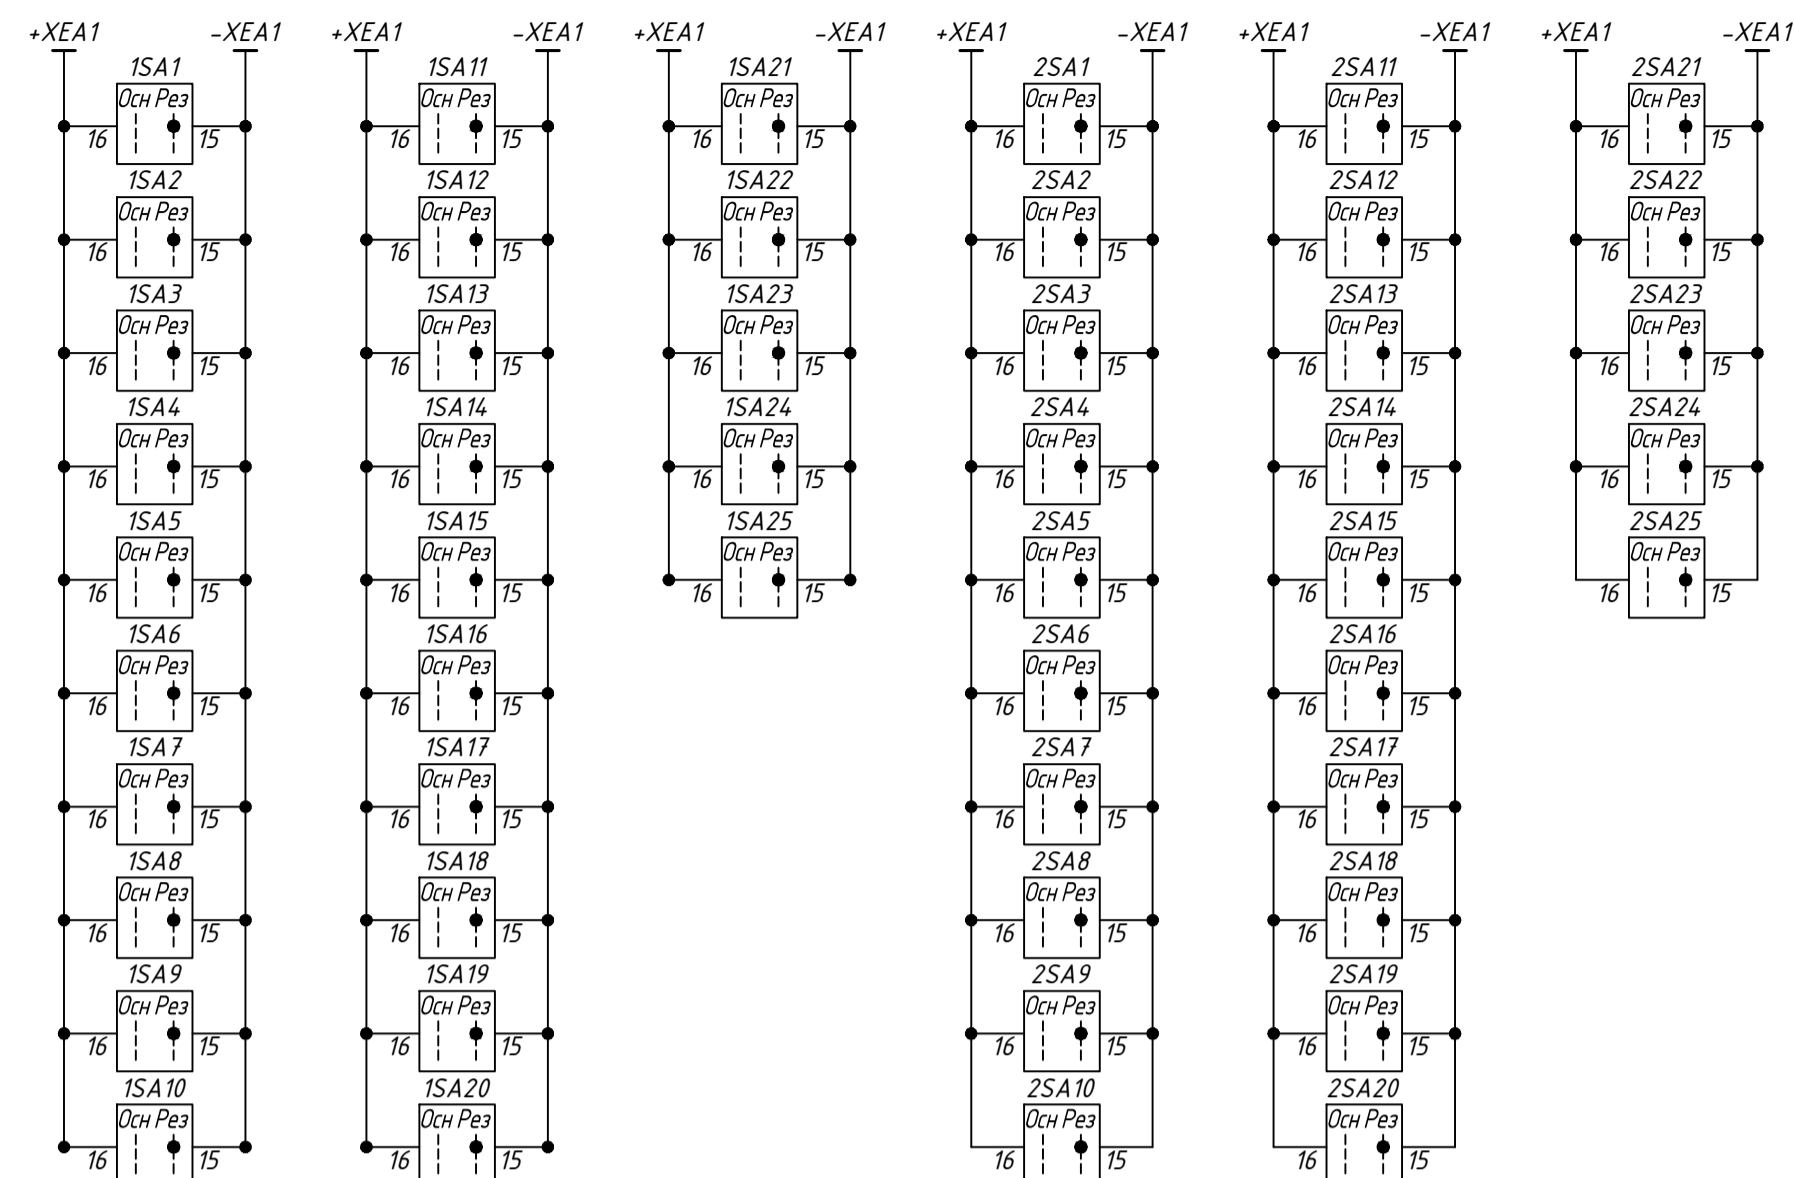 +XEA1 -XEA1 +XEA1 -XEA1 +XEA1 -XEA1 +XEA1 -XEA1 +XEA1 -XEA1 +XEA1 -XEA1
1SA1 1SA11 1SA21 2SA1 2SA11 2SA21
Осн Рез Осн Рез Осн Рез Осн Рез Осн Рез Осн Рез
16 15 16 15 16 15 16 15 16 15 16 15
1SA2 1SA12 1SA22 2SA2 2SA12 2SA22
Осн Рез Осн Рез Осн Рез Осн Рез Осн Рез Осн Рез
16 15 16 15 16 15 16 15 16 15 16 15
1SA3 1SA13 1SA23 2SA3 2SA13 2SA23
Осн Рез Осн Рез Осн Рез Осн Рез Осн Рез Осн Рез
16 15 16 15 16 15 16 15 16 15 16 15
1SA4 1SA14 1SA24 2SA4 2SA14 2SA24
Осн Рез Осн Рез Осн Рез Осн Рез Осн Рез Осн Рез
16 15 16 15 16 15 16 15 16 15 16 15
1SA5 1SA15 1SA25 2SA5 2SA15 2SA25
Осн Рез Осн Рез Осн Рез Осн Рез Осн Рез Осн Рез
16 15 16 15 16 15 16 15 16 15 16 15
1SA6 1SA16 2SA6 2SA16
Осн Рез Осн Рез Осн Рез Осн Рез
16 15 16 15 16 15 16 15
1SA7 1SA17 2SA7 2SA17
Осн Рез Осн Рез Осн Рез Осн Рез
16 15 16 15 16 15 16 15
1SA8 1SA18 2SA8 2SA18
Осн Рез Осн Рез Осн Рез Осн Рез
16 15 16 15 16 15 16 15
1SA9 1SA19 2SA9 2SA19
Осн Рез Осн Рез Осн Рез Осн Рез
16 15 16 15 16 15 16 15
1SA10 1SA20 2SA10 2SA20
Осн Рез Осн Рез Осн Рез Осн Рез
16 15 16 15 16 15 16 15